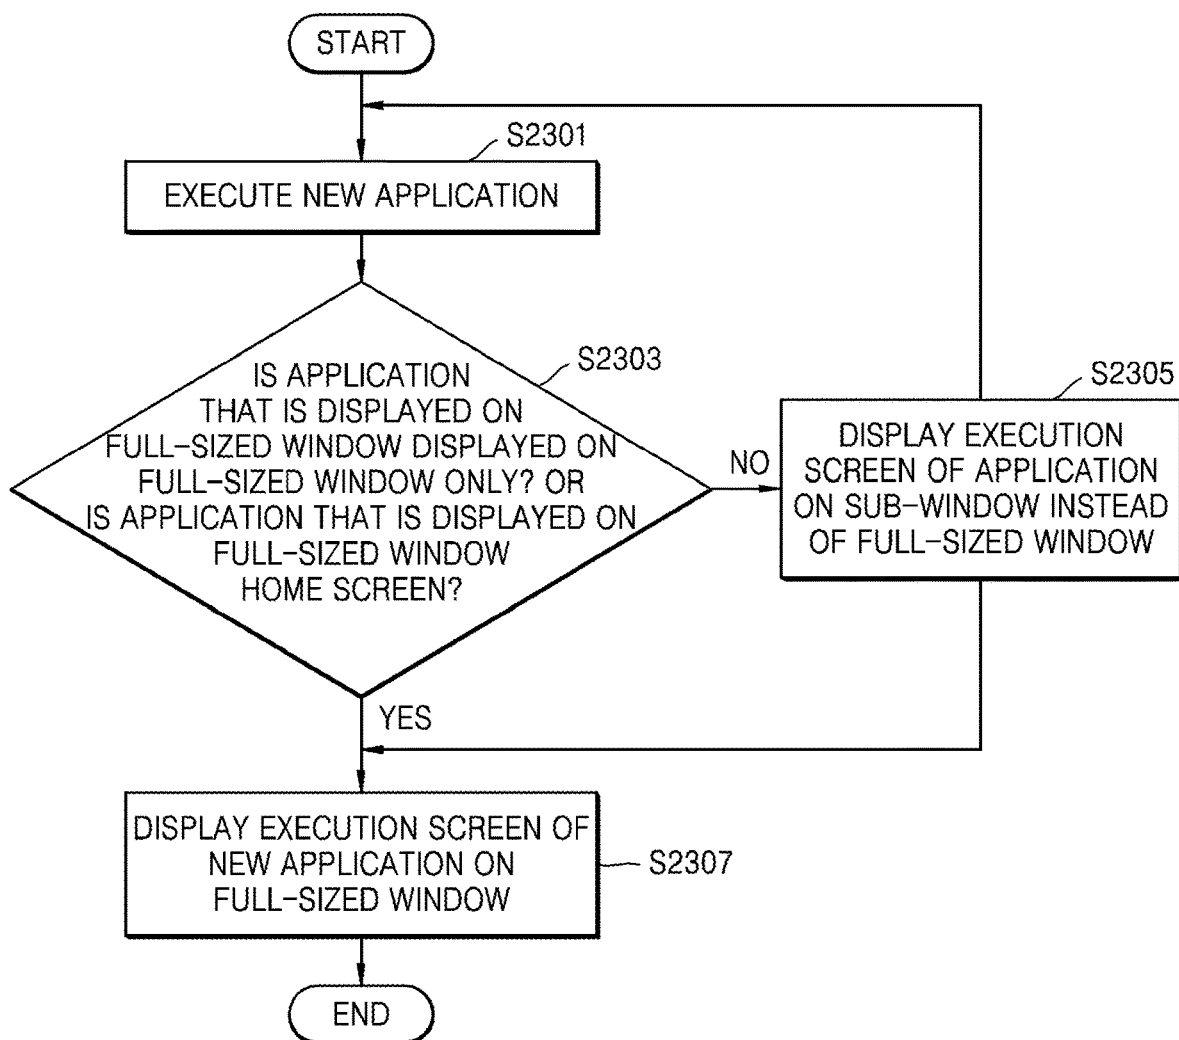 START
S2301
EXECUTE NEW APPLICATION
S2303
IS APPLICATION
THAT IS DISPLAYED ON
FULL-SIZED WINDOW DISPLAYED ON
FULL-SIZED WINDOW ONLY? OR
IS APPLICATION THAT IS DISPLAYED ON
FULL-SIZED WINDOW
HOME SCREEN?
NO
S2305
DISPLAY EXECUTION
SCREEN OF APPLICATION
ON SUB-WINDOW INSTEAD
OF FULL-SIZED WINDOW
YES
DISPLAY EXECUTION SCREEN OF
NEW APPLICATION ON
FULL-SIZED WINDOW
S2307
END